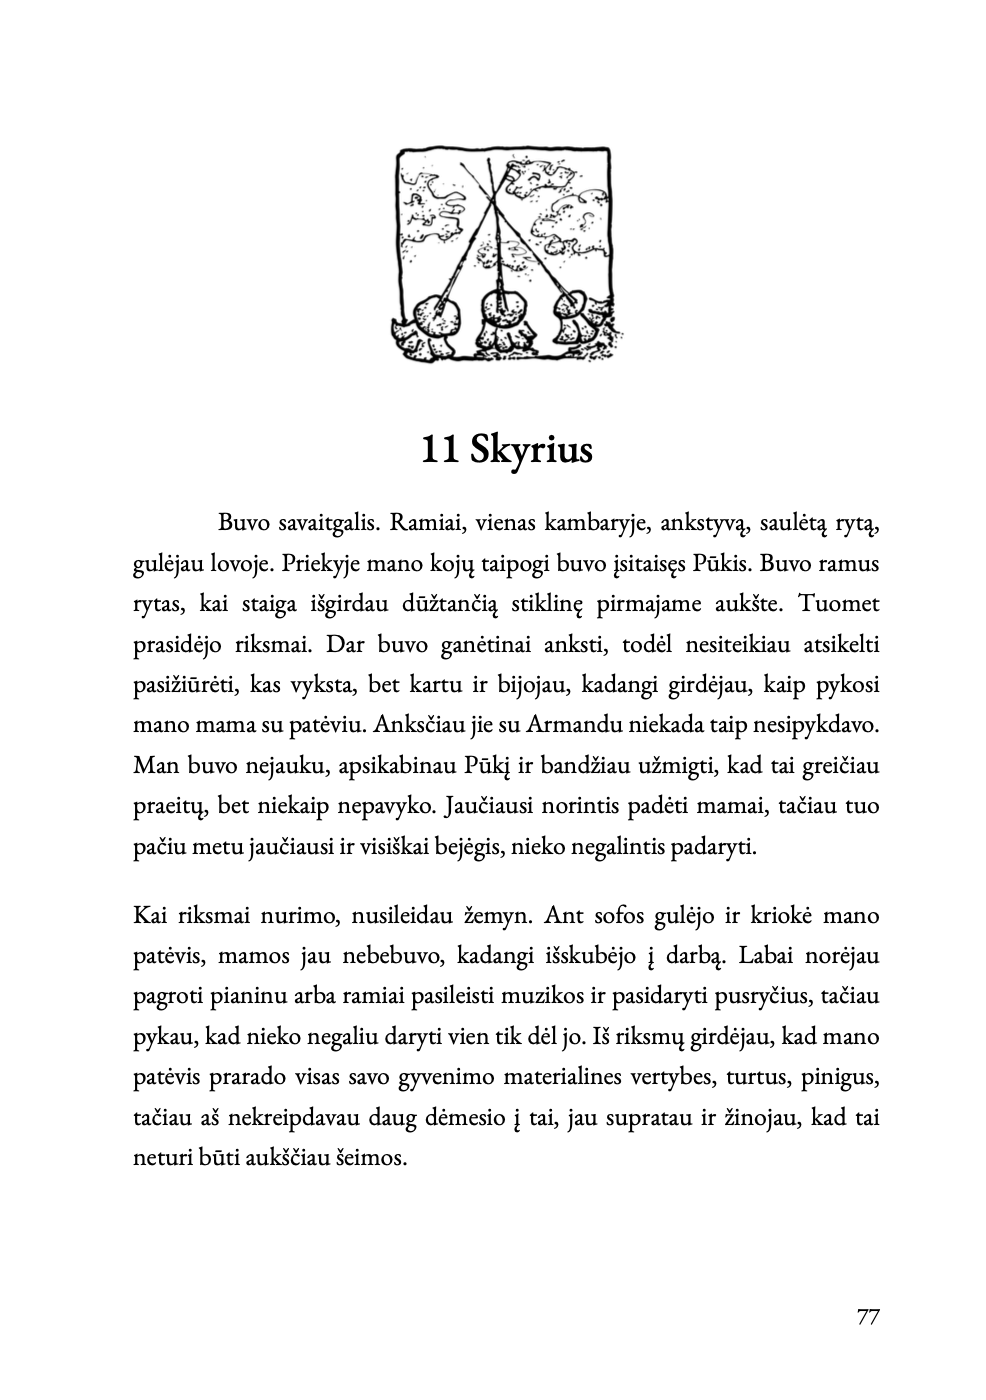 11 Skyrius
Buvo savaitgalis. Ramiai, vienas kambaryje, ankstyvą, saulėtą rytą,
gulėjau lovoje. Priekyje mano kojų taipogi buvo įsitaisęs Pūkis. Buvo ramus
rytas, kai staiga išgirdau dūžtančią stiklinę pirmajame aukšte. Tuomet
prasidėjo riksmai. Dar buvo ganėtinai anksti, todėl nesiteikiau atsikelti
pasižiūrėti, kas vyksta, bet kartu ir bijojau, kadangi girdėjau, kaip pykosi
mano mama su patėviu. Anksčiau jie su Armandu niekada taip nesipykdavo.
Man buvo nejauku, apsikabinau Pūkį ir bandžiau užmigti, kad tai greičiau
praeitų, bet niekaip nepavyko. Jaučiausi norintis padėti mamai, tačiau tuo
pačiu metu jaučiausi ir visiškai bejėgis, nieko negalintis padaryti.
Kai riksmai nurimo, nusileidau žemyn. Ant sofos gulėjo ir kriokė mano
patėvis, mamos jau nebebuvo, kadangi išskubėjo į darbą. Labai norėjau
pagroti pianinu arba ramiai pasileisti muzikos ir pasidaryti pusryčius, tačiau
pykau, kad nieko negaliu daryti vien tik dėl jo. Iš riksmų girdėjau, kad mano
patėvis prarado visas savo gyvenimo materialines vertybes, turtus, pinigus,
tačiau aš nekreipdavau daug dėmesio į tai, jau supratau ir žinojau, kad tai
neturi būti aukščiau šeimos.
77